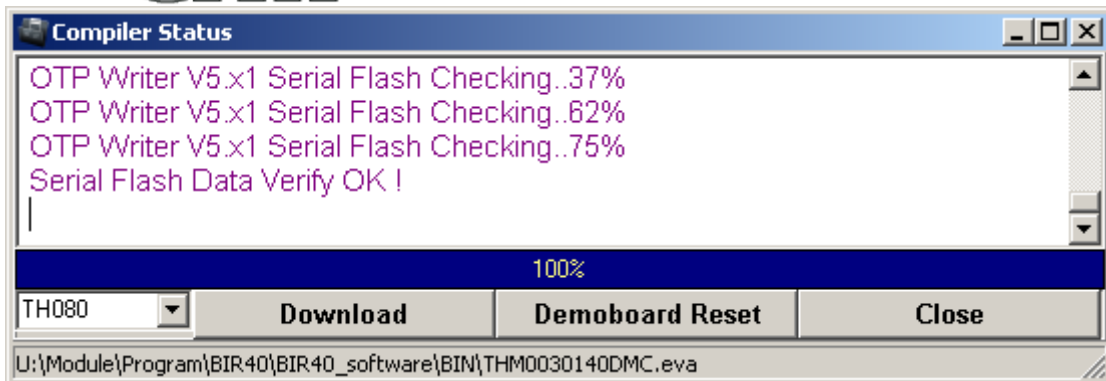 Compiler Status
OTP Writer V5.x1 Serial Flash Checking..37%
OTP Writer V5.x1 Serial Flash Checking..62%
OTP Writer V5.x1 Serial Flash Checking..75%
Serial Flash Data Verify OK !
100%
TH080 Download Demoboard Reset Close
U:\Module\Program\BIR40\BIR40_software\BIN\THM0030140DMC.eva